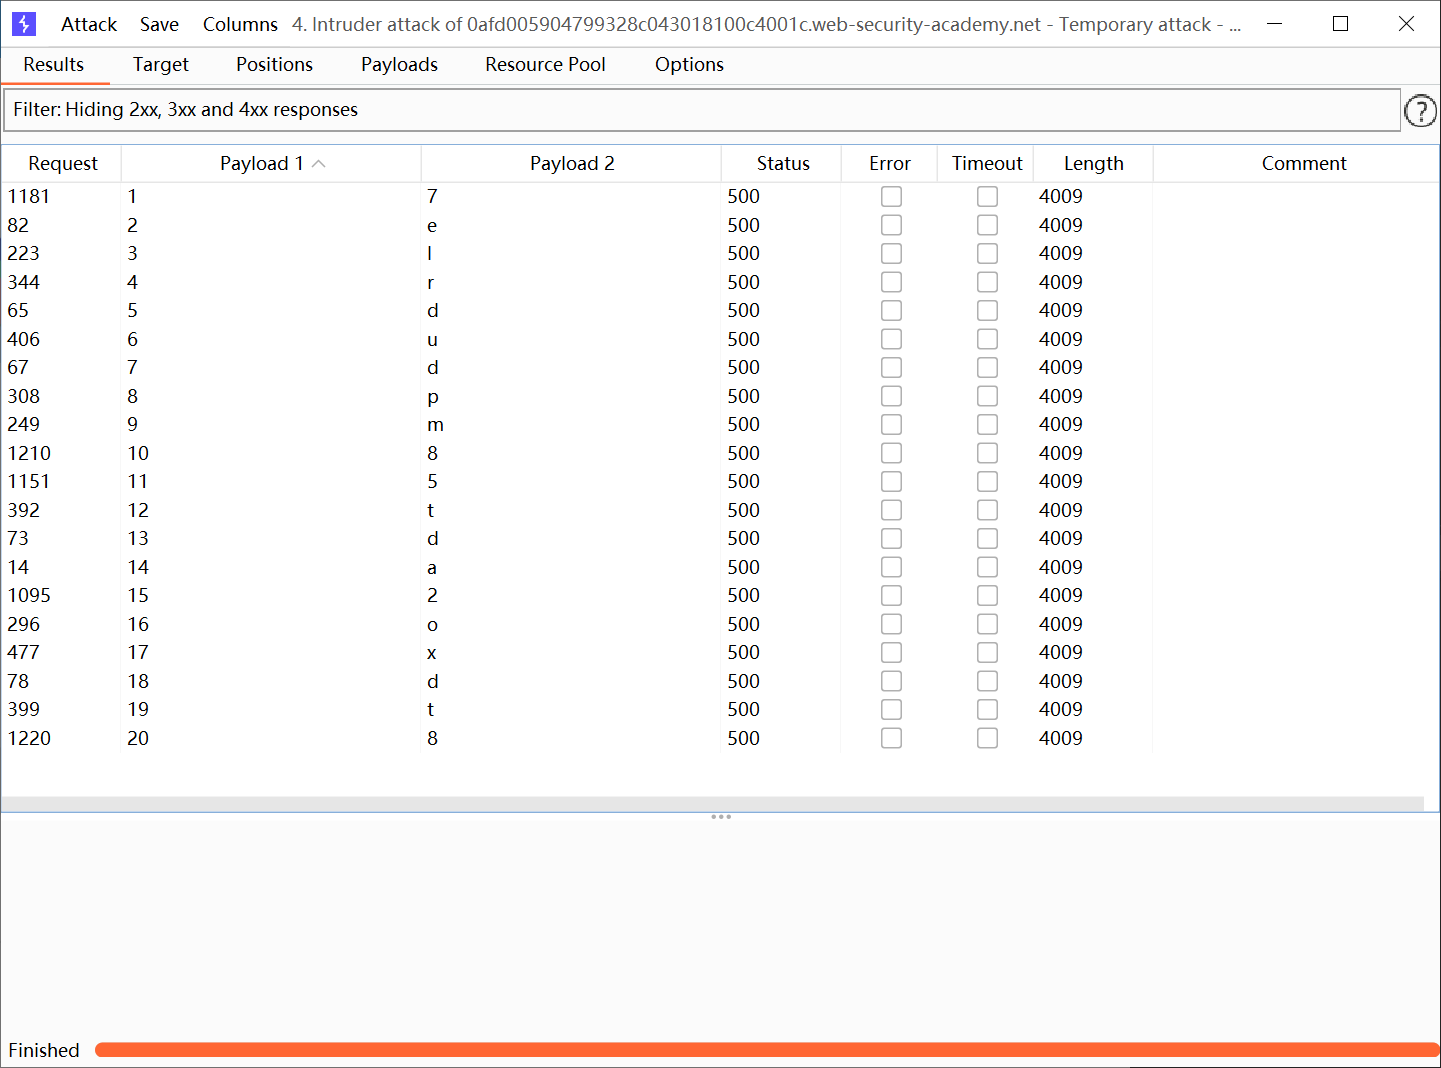 Attack Save Columns 4. Intruder attack of 0afd005904799328c043018100c4001c.web-security-academy.net - Temporary attack - ...
Results Target Positions Payloads Resource Pool Options
Filter: Hiding 2xx, 3xx and 4xx responses
?
Request Payload 1 Payload 2 Status Error Timeout Length Comment
1181 1 7 500 4009
82 2 e 500 4009
223 3 l 500 4009
344 4 r 500 4009
65 5 d 500 4009
406 6 u 500 4009
67 7 d 500 4009
308 8 p 500 4009
249 9 m 500 4009
1210 10 8 500 4009
1151 11 5 500 4009
392 12 t 500 4009
73 13 d 500 4009
14 14 a 500 4009
1095 15 2 500 4009
296 16 o 500 4009
477 17 x 500 4009
78 18 d 500 4009
399 19 t 500 4009
1220 20 8 500 4009
Finished